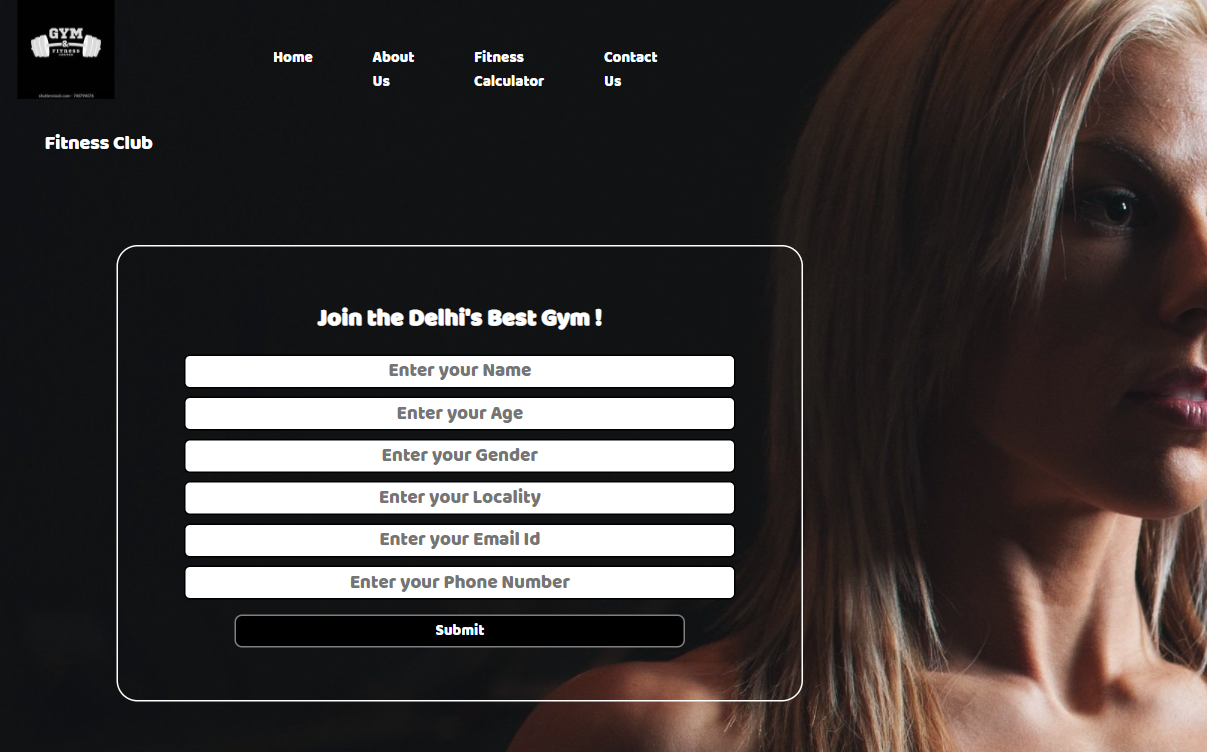 GYM
&
FITNESS
CENTER
shutterstock.com · 740791076
Home
About
Us
Fitness
Calculator
Contact
Us
Fitness Club
Join the Delhi's Best Gym !
Enter your Name
Enter your Age
Enter your Gender
Enter your Locality
Enter your Email Id
Enter your Phone Number
Submit